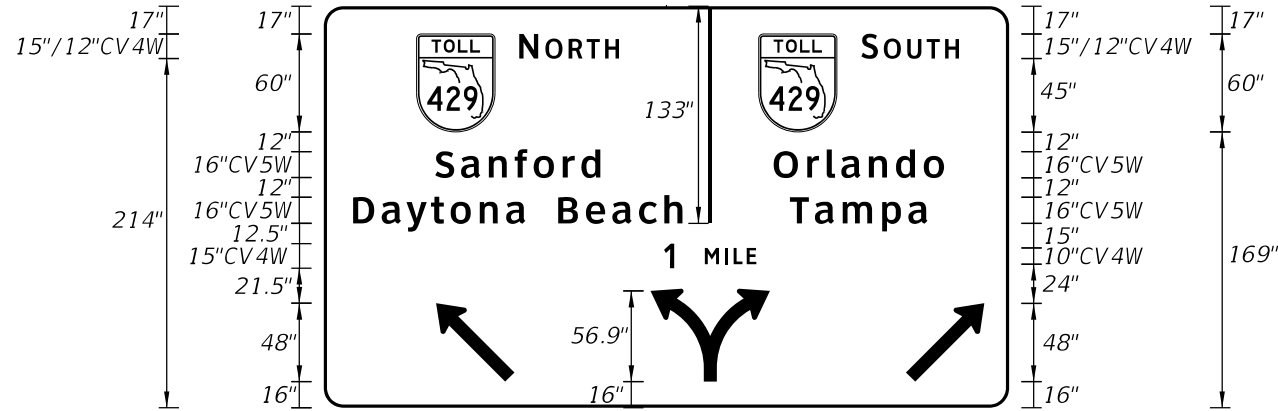 17" 17" 17" 17"
15"/12"CV4W TOLL NORTH TOLL SOUTH 15"/12"CV4W
60" 429 133" 429 45" 60"
12" 12"
16"CV5W Sanford Orlando 16"CV5W
12" 12"
214" 16"CV5W Daytona Beach Tampa 16"CV5W
12.5" 15"
15"CV4W 1 MILE 10"CV4W 169"
21.5" 24"
48" 56.9" 48"
16" 16" 16"